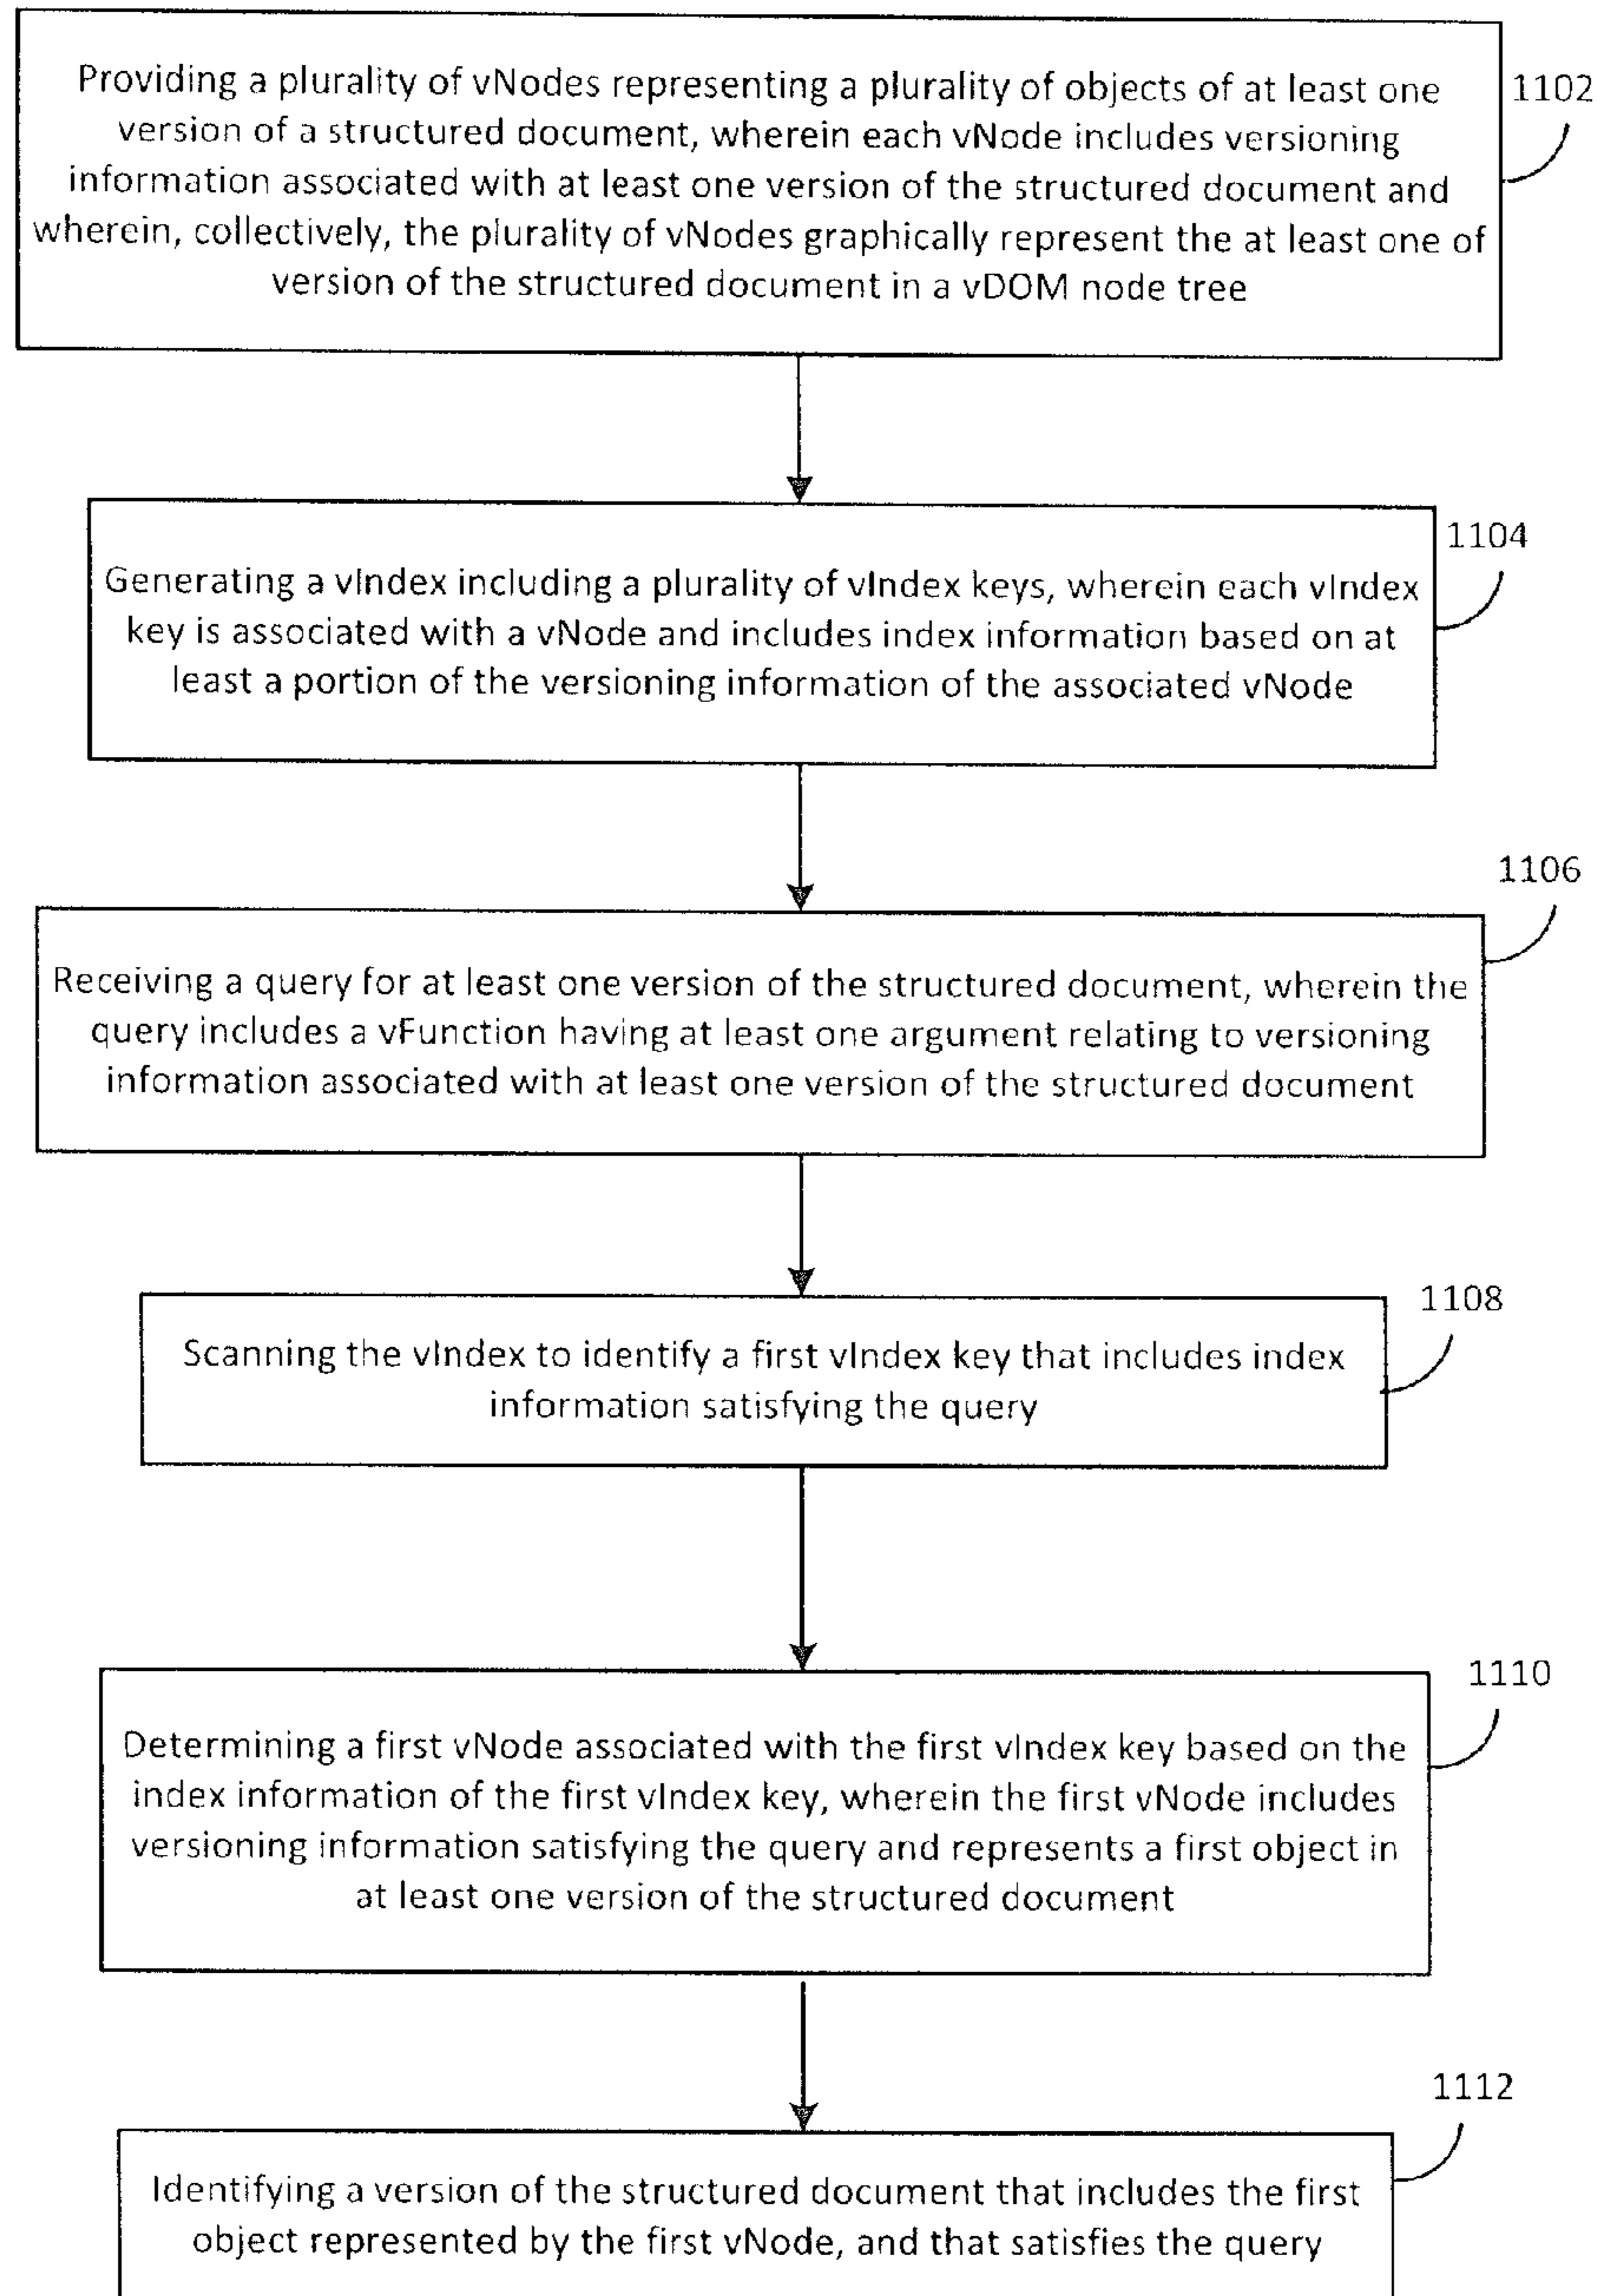 Providing a plurality of vNodes representing a plurality of objects of at least one
version of a structured document, wherein each vNode includes versioning
information associated with at least one version of the structured document and
wherein, collectively, the plurality of vNodes graphically represent the at least one of
version of the structured document in a vDOM node tree
1102
Generating a vIndex including a plurality of vIndex keys, wherein each vIndex
key is associated with a vNode and includes index information based on at
least a portion of the versioning information of the associated vNode
1104
Receiving a query for at least one version of the structured document, wherein the
query includes a vFunction having at least one argument relating to versioning
information associated with at least one version of the structured document
1106
Scanning the vIndex to identify a first vIndex key that includes index
information satisfying the query
1108
Determining a first vNode associated with the first vIndex key based on the
index information of the first vIndex key, wherein the first vNode includes
versioning information satisfying the query and represents a first object in
at least one version of the structured document
1110
Identifying a version of the structured document that includes the first
object represented by the first vNode, and that satisfies the query
1112